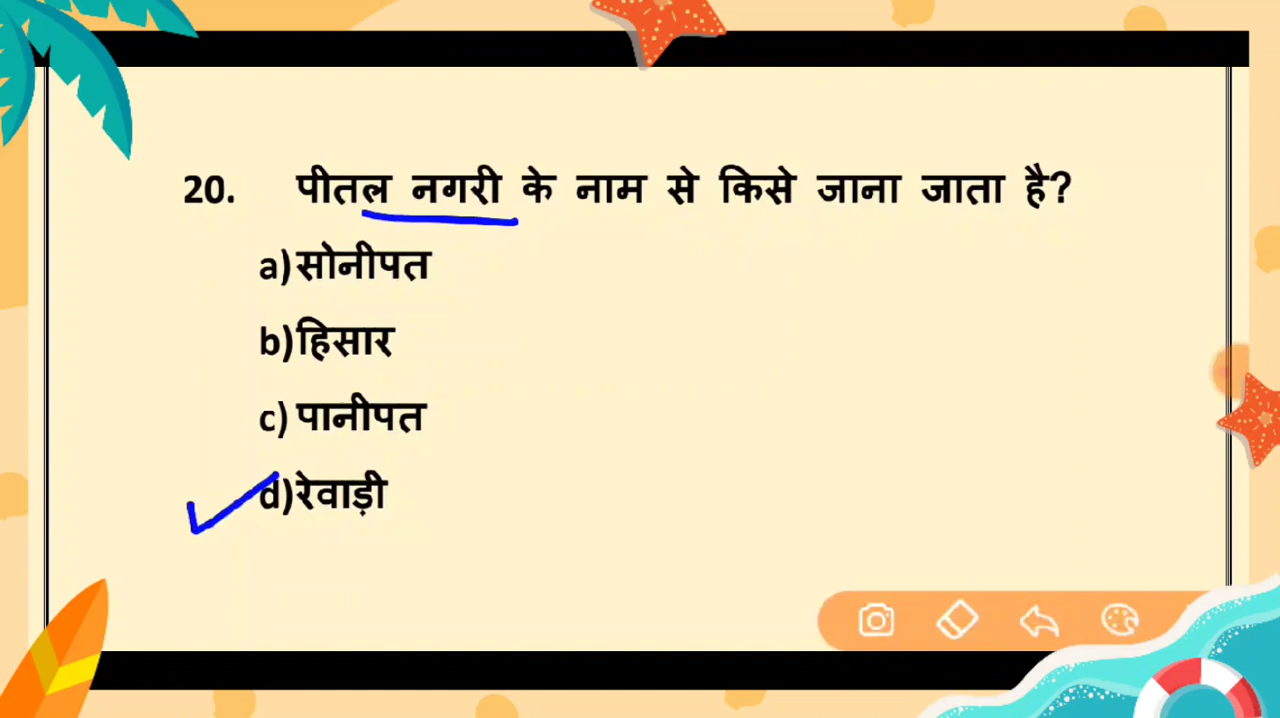 20. पीतल नगरी के नाम से किसे जाना जाता है?
a)सोनीपत
b)हिसार
c) पानीपत
d)रेवाड़ी